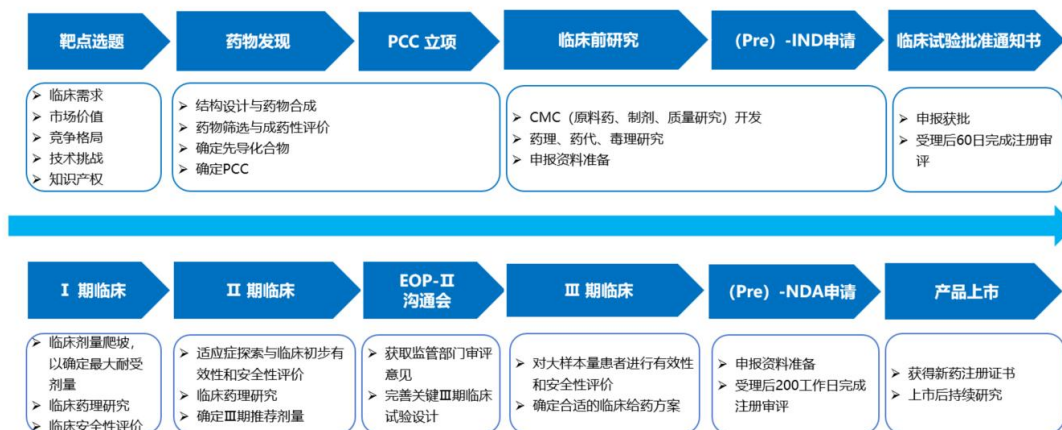 靶点选题
药物发现
PCC 立项
临床前研究
（Pre）-IND申请
临床试验批准通知书
➢ 临床需求
➢ 市场价值
➢ 竞争格局
➢ 技术挑战
➢ 知识产权
➢ 结构设计与药物合成
➢ 药物筛选与成药性评价
➢ 确定先导化合物
➢ 确定PCC
➢ CMC（原料药、制剂、质量研究）开发
➢ 药理、药代、毒理研究
➢ 申报资料准备
➢ 申报获批
➢ 受理后60日完成注册审
评
Ⅰ 期临床
Ⅱ 期临床
EOP-Ⅱ
沟通会
Ⅲ 期临床
（Pre）-NDA申请
产品上市
➢ 临床剂量爬坡，
以确定最大耐受
剂量
➢ 临床药理研究
➢ 临床安全性评价
➢ 适应症探索与临床初步有
效性和安全性评价
➢ 临床药理研究
➢ 确定Ⅲ期推荐剂量
➢ 获取监管部门审评
意见
➢ 完善关键Ⅲ期临床
试验设计
➢ 对大样本量患者进行有效性
和安全性评价
➢ 确定合适的临床给药方案
➢ 申报资料准备
➢ 受理后200工作日完成
注册审评
➢ 获得新药注册证书
➢ 上市后持续研究